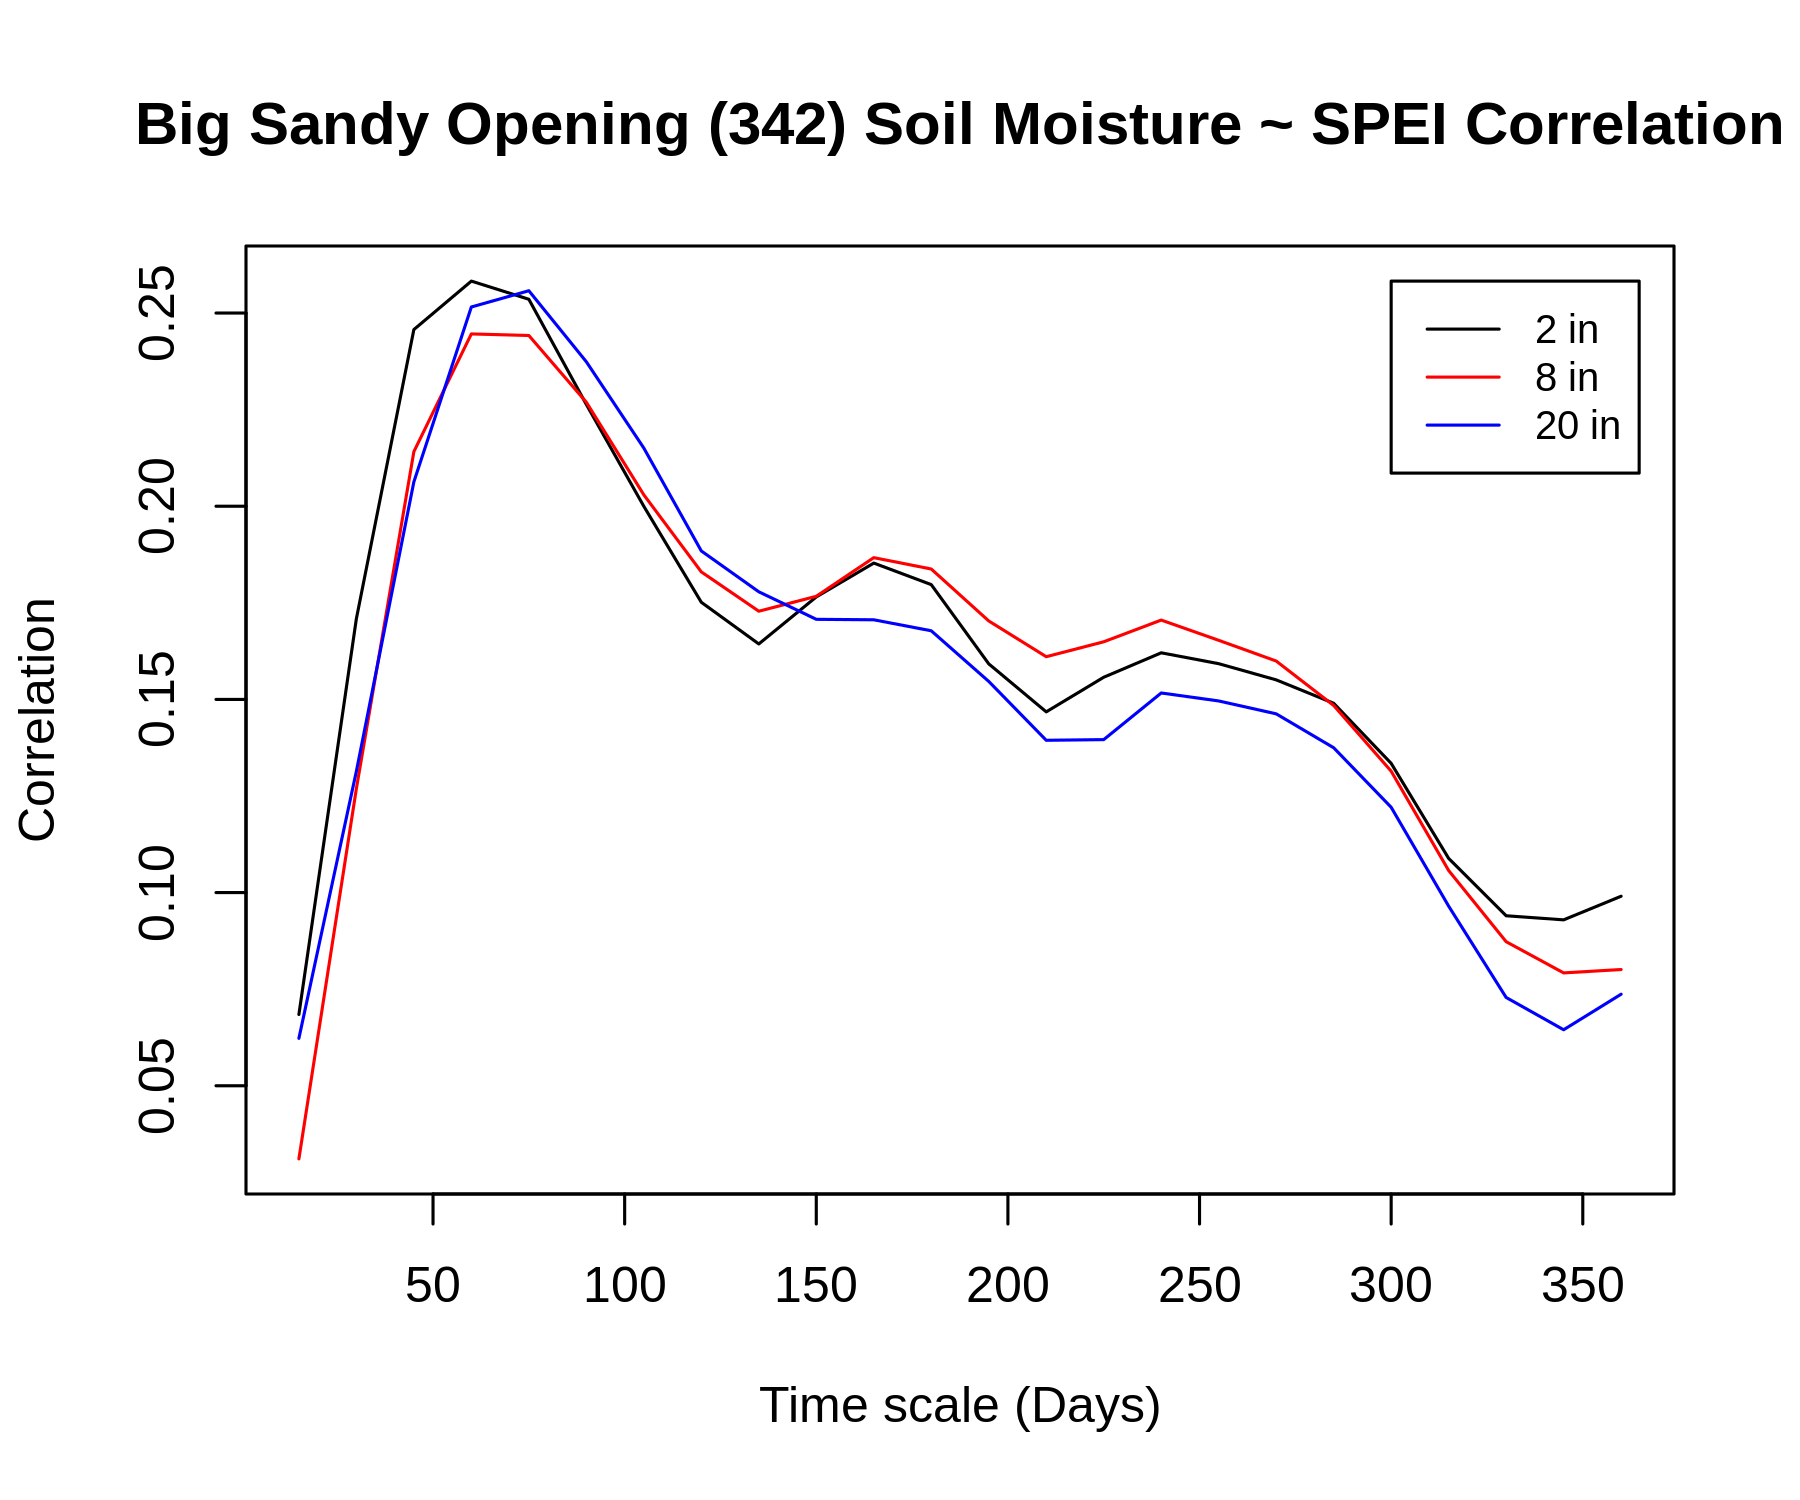 Big Sandy Opening (342) Soil Moisture ~ SPEI Correlation
2 in
8 in
20 in
Correlation
0.25
0.20
0.15
0.10
0.05
50 100 150 200 250 300 350
Time scale (Days)